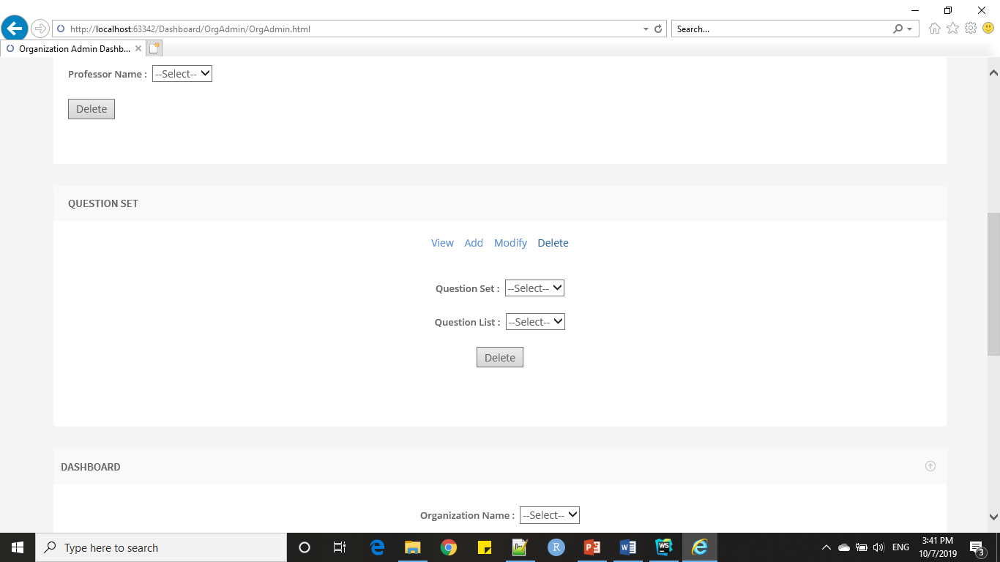 http://localhost:63342/Dashboard/OrgAdmin/OrgAdmin.html
Search...
Organization Admin Dashb...
Professor Name : --Select--
Delete
QUESTION SET
View Add Modify Delete
Question Set : --Select--
Question List : --Select--
Delete
DASHBOARD
Organization Name : --Select--
Type here to search
e
R
P
W
WS
e
ENG
3:41 PM
10/7/2019
3